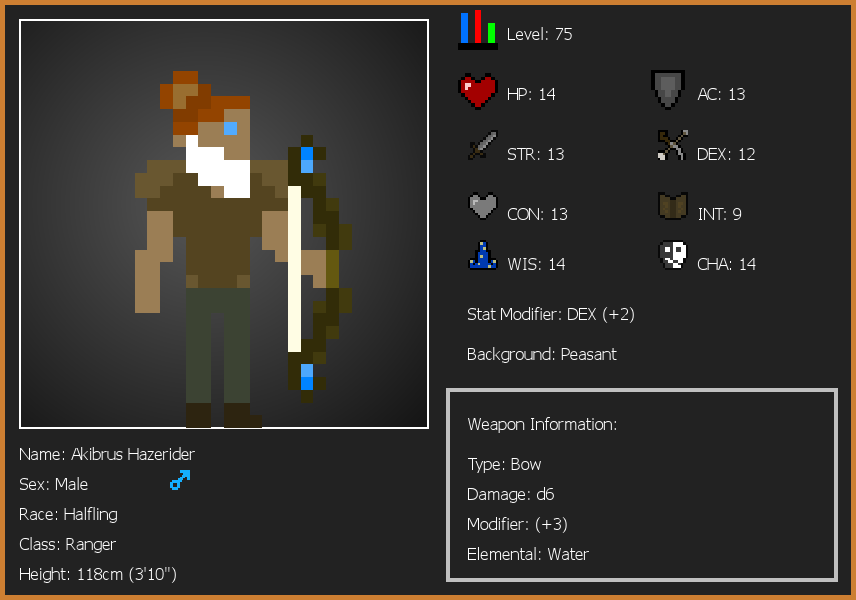 Level: 75
HP: 14
AC: 13
STR: 13
DEX: 12
CON: 13
INT: 9
WIS: 14
CHA: 14
Stat Modifier: DEX (+2)
Background: Peasant
Weapon Information:
Type: Bow
Damage: d6
Modifier: (+3)
Elemental: Water
Name: Akibrus Hazerider
Sex: Male
Race: Halfling
Class: Ranger
Height: 118cm (3'10")